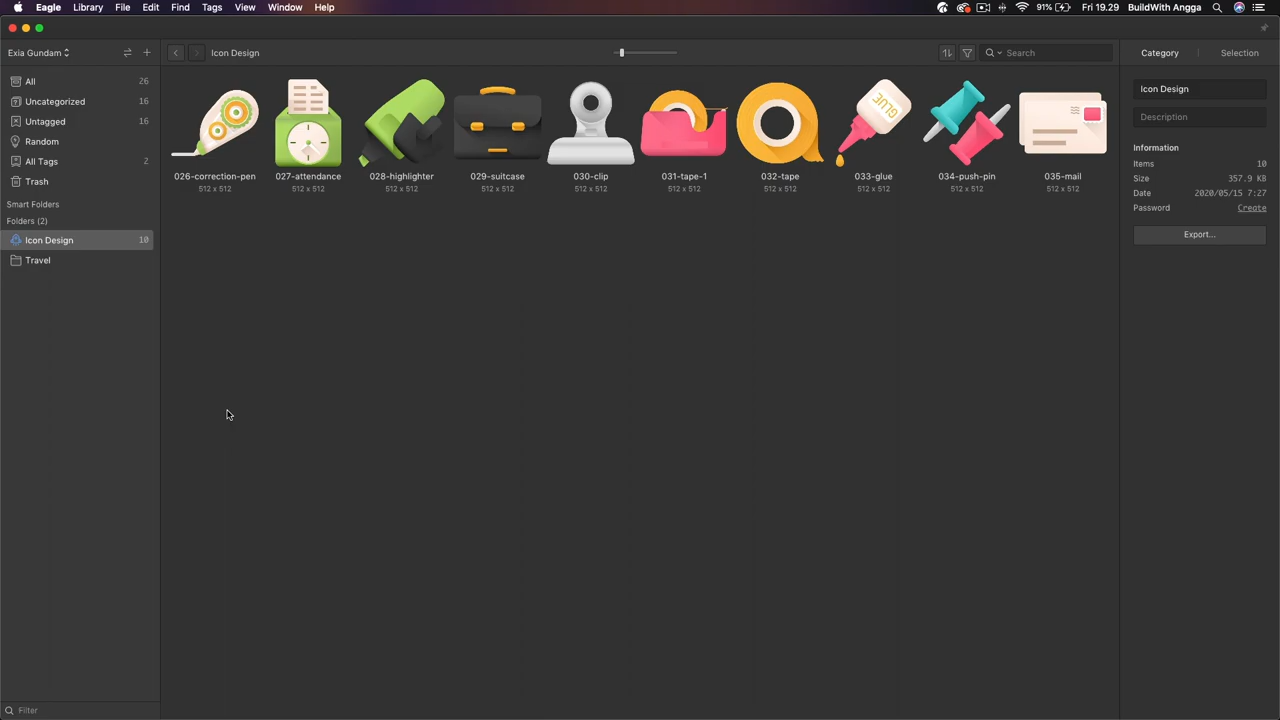 Eagle Library File Edit Find Tags View Window Help 91% Fri 19.29 BuildWith Angga
Exia Gundam
Icon Design
Search
Category Selection
All 26
Uncategorized 16
Untagged 16
Random
All Tags 2
Trash
Smart Folders
Folders (2)
Icon Design 10
Travel
GLUE
026-correction-pen 027-attendance 028-highlighter 029-suitcase 030-clip 031-tape-1 032-tape 033-glue 034-push-pin 035-mail
512 x 512 512 x 512 512 x 512 512 x 512 512 x 512 512 x 512 512 x 512 512 x 512 512 x 512 512 x 512
Icon Design
Description
Information
Items 10
Size 357.9 KB
Date 2020/05/15 7:27
Password Create
Export...
Filter